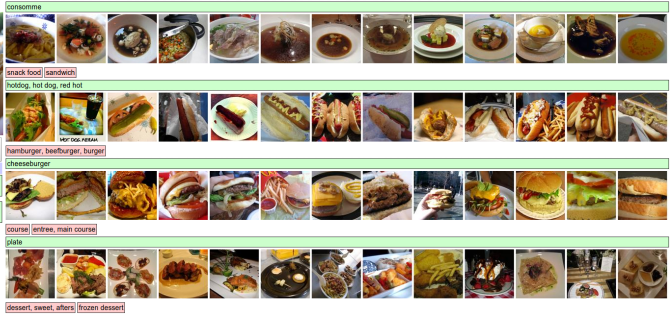 consomme
snack food sandwich
hotdog, hot dog, red hot
HOT DOG MERAH
hamburger, beefburger, burger
cheeseburger
course entree, main course
plate
dessert, sweet, afters frozen dessert